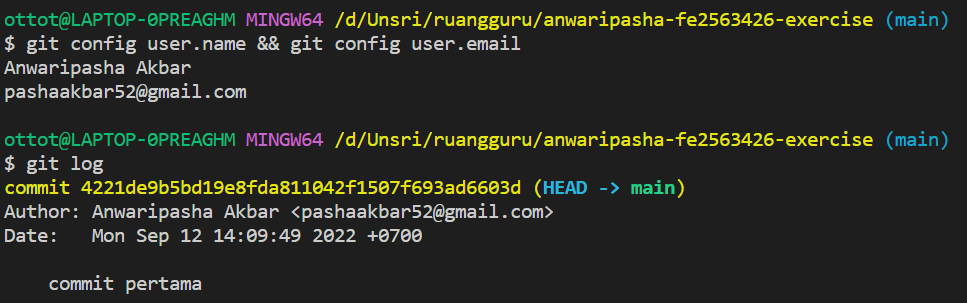 ottot@LAPTOP-0PREAGHM MINGW64 /d/Unsri/ruangguru/anwaripasha-fe2563426-exercise (main)
$ git config user.name && git config user.email
Anwaripasha Akbar
pashaakbar52@gmail.com
ottot@LAPTOP-0PREAGHM MINGW64 /d/Unsri/ruangguru/anwaripasha-fe2563426-exercise (main)
$ git log
commit 4221de9b5bd19e8fda811042f1507f693ad6603d (HEAD -> main)
Author: Anwaripasha Akbar <pashaakbar52@gmail.com>
Date:   Mon Sep 12 14:09:49 2022 +0700
    commit pertama